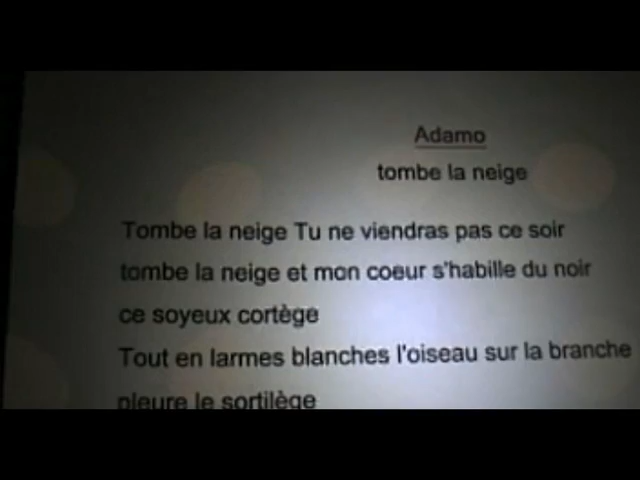 Adamo
tombe la neige
Tombe la neige Tu ne viendras pas ce soir
tombe la neige et mon coeur s'habille du noir
ce soyeux cortège
Tout en larmes blanches l'oiseau sur la branche
pleure le sortilège